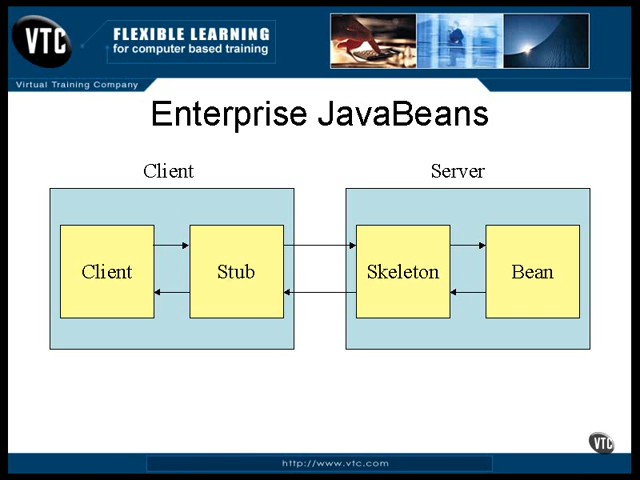 VTC
FLEXIBLE LEARNING
for computer based training
Virtual Training Company
Enterprise JavaBeans
Client
Server
Client
Stub
Skeleton
Bean
VTC
http://www.vtc.com